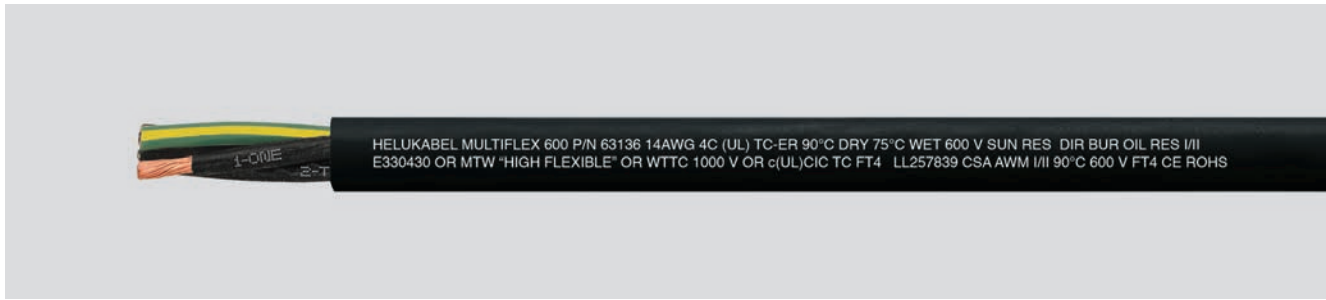 HELUKABEL MULTIFLEX 600 P/N 63136 14AWG 4C (UL) TC-ER 90°C DRY 75°C WET 600 V SUN RES DIR BUR OIL RES I/II
E330430 OR MTW “HIGH FLEXIBLE” OR WTTC 1000 V OR c(UL)CIC TC FT4 LL257839 CSA AWM I/II 90°C 600 V FT4 CE ROHS
1-ONE
2-T